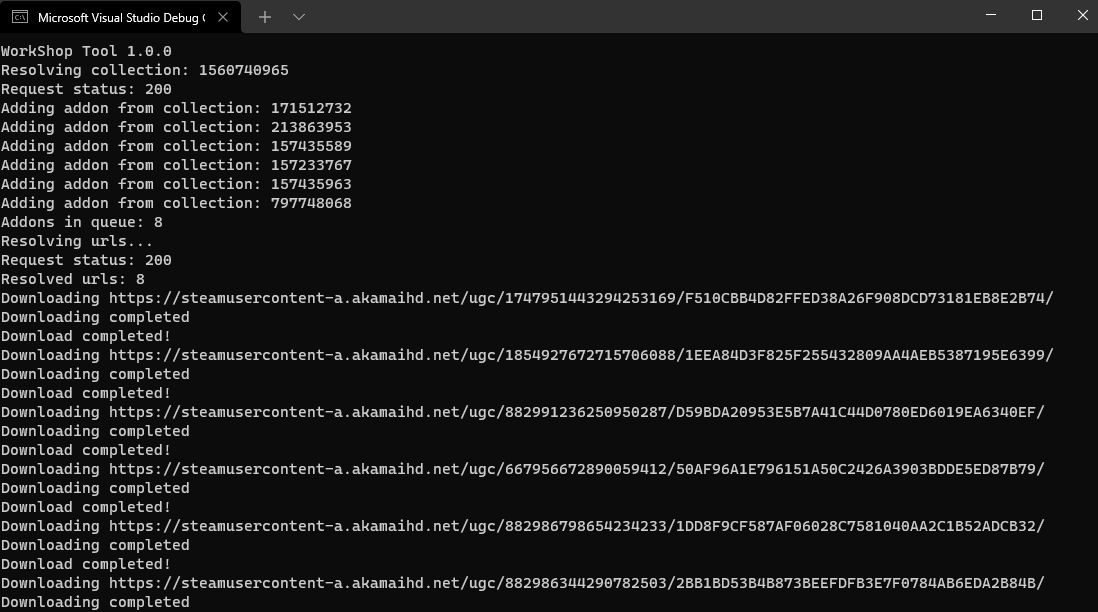 Microsoft Visual Studio Debug
WorkShop Tool 1.0.0
Resolving collection: 1560740965
Request status: 200
Adding addon from collection: 171512732
Adding addon from collection: 213863953
Adding addon from collection: 157435589
Adding addon from collection: 157233767
Adding addon from collection: 157435963
Adding addon from collection: 797748068
Addons in queue: 8
Resolving urls...
Request status: 200
Resolved urls: 8
Downloading https://steamusercontent-a.akamaihd.net/ugc/1747951443294253169/F510CBB4D82FFED38A26F908DCD73181EB8E2B74/
Downloading completed
Download completed!
Downloading https://steamusercontent-a.akamaihd.net/ugc/1854927672715706088/1EEA84D3F825F255432809AA4AEB5387195E6399/
Downloading completed
Download completed!
Downloading https://steamusercontent-a.akamaihd.net/ugc/882991236250950287/D59BDA20953E5B7A41C44D0780ED6019EA6340EF/
Downloading completed
Download completed!
Downloading https://steamusercontent-a.akamaihd.net/ugc/667956672890059412/50AF96A1E796151A50C2426A3903BDDE5ED87B79/
Downloading completed
Download completed!
Downloading https://steamusercontent-a.akamaihd.net/ugc/882986798654234233/1DD8F9CF587AF06028C7581040AA2C1B52ADCB32/
Downloading completed
Download completed!
Downloading https://steamusercontent-a.akamaihd.net/ugc/882986344290782503/2BB1BD53B4B873BEEFDFB3E7F0784AB6EDA2B84B/
Downloading completed